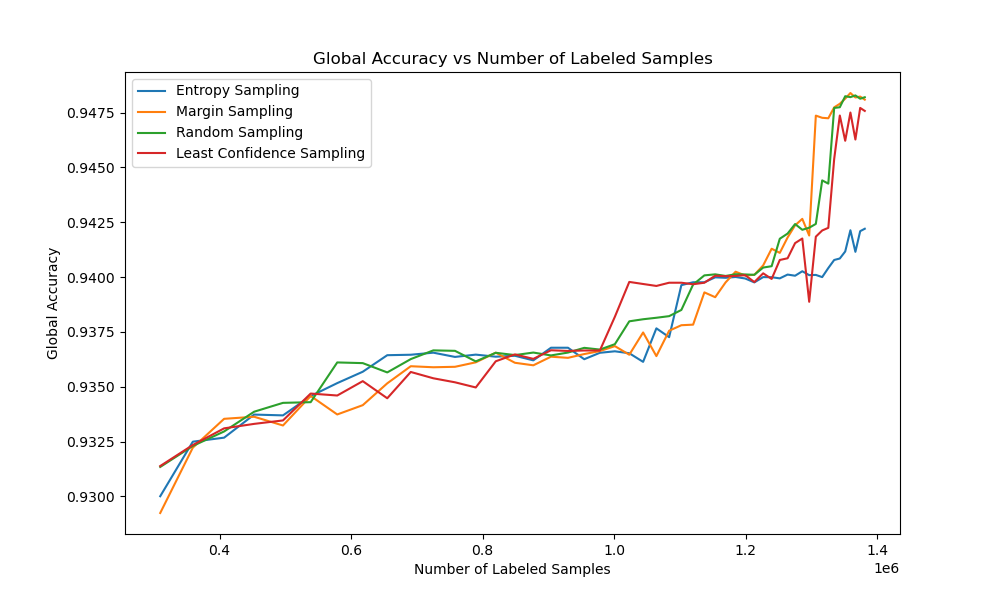 Global Accuracy vs Number of Labeled Samples
Entropy Sampling
Margin Sampling
Random Sampling
Least Confidence Sampling
Global Accuracy
0.9475
0.9450
0.9425
0.9400
0.9375
0.9350
0.9325
0.9300
0.4 0.6 0.8 1.0 1.2 1.4
1e6
Number of Labeled Samples